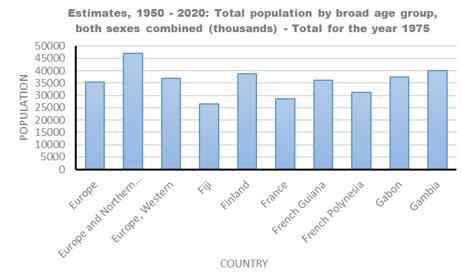 Estimates, 1950 - 2020: Total population by broad age group,
both sexes combined (thousands) - Total for the year 1975
50000
45000
40000
35000
30000
25000
20000
15000
10000
5000
0
POPULATION
Europe
Europe and Northern...
Europe, Western
Fiji
Finland
France
French Guiana
French Polynesia
Gabon
Gambia
COUNTRY